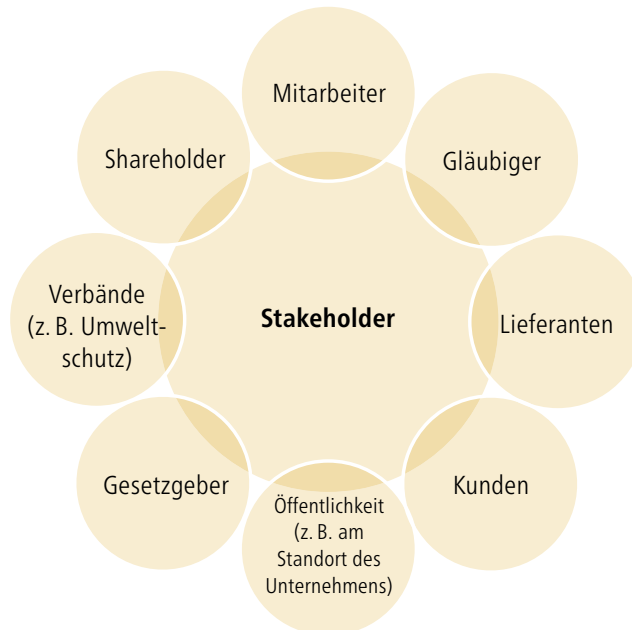 Mitarbeiter
Shareholder
Gläubiger
Verbände
(z. B. Umwelt-
schutz)
Stakeholder
Lieferanten
Gesetzgeber
Kunden
Öffentlichkeit
(z. B. am
Standort des
Unternehmens)